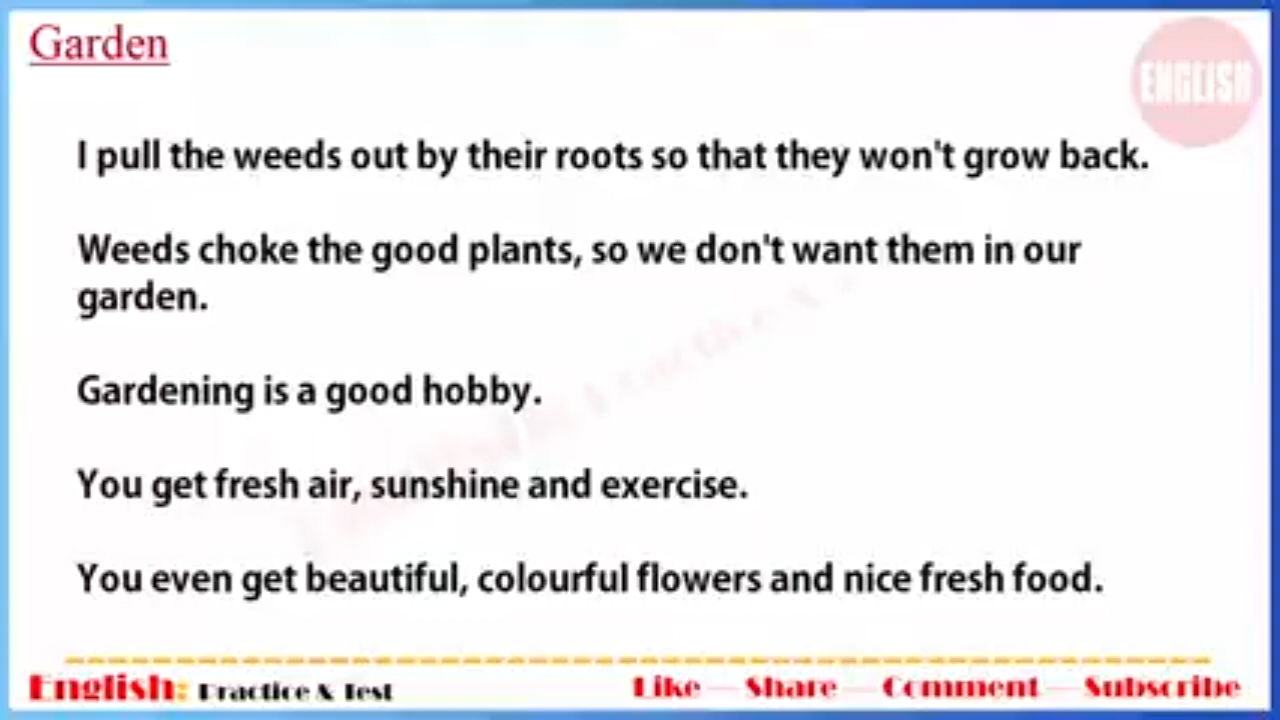 Garden
ENGLISH
I pull the weeds out by their roots so that they won't grow back.
Weeds choke the good plants, so we don't want them in our
garden.
Gardening is a good hobby.
You get fresh air, sunshine and exercise.
You even get beautiful, colourful flowers and nice fresh food.
English: Practice & Test
Like — Share — Comment — Subscribe